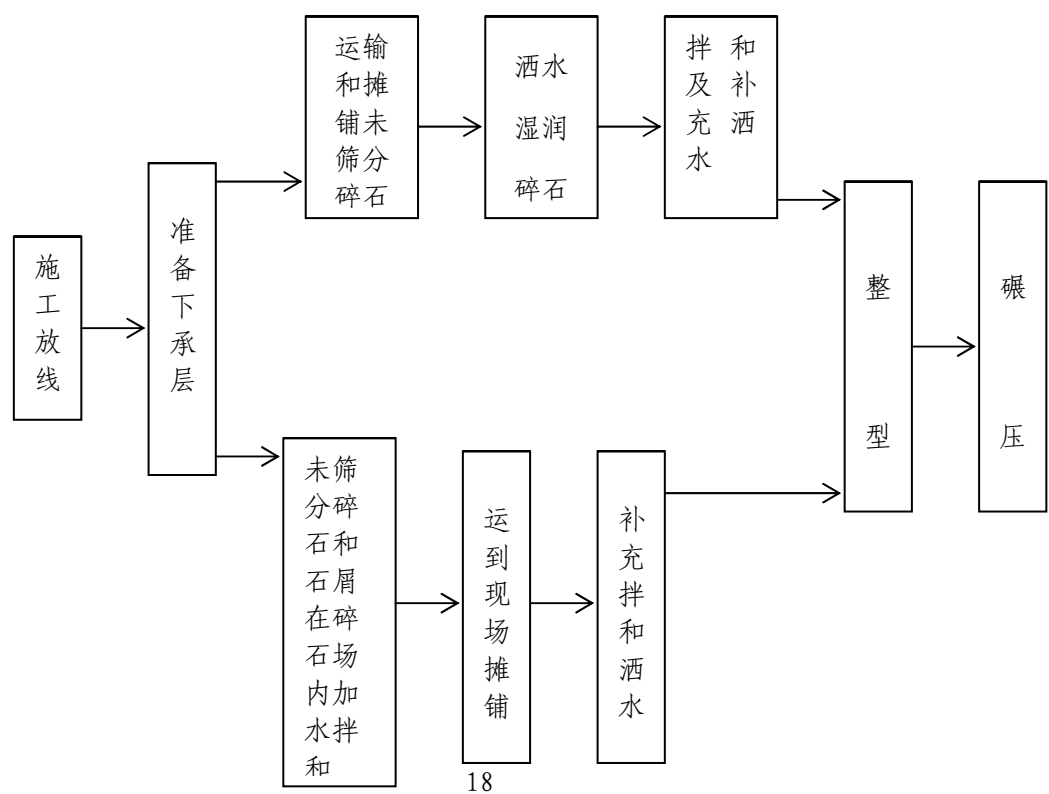 施工放线
准备下承层
运输
和摊
铺未
筛分
碎石
洒水
湿润
碎石
拌 和
及补
充洒
水
未筛
分碎
石和
石屑
在碎
石场
内加
水拌
和
运到现场摊铺
补充拌和洒水
整型
碾压
18